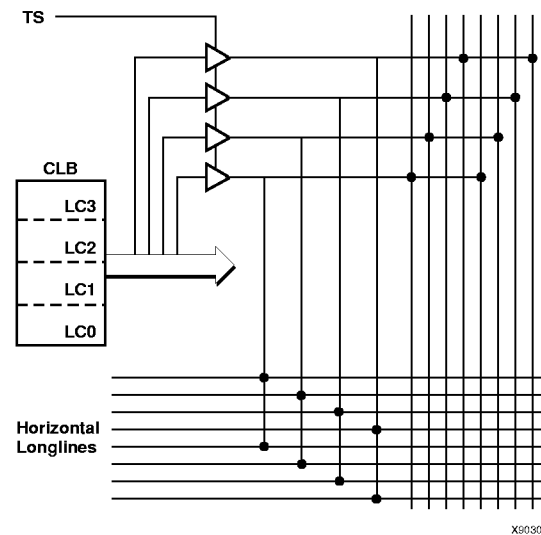 TS
CLB
LC3
LC2
LC1
LC0
Horizontal
Longlines
X9030